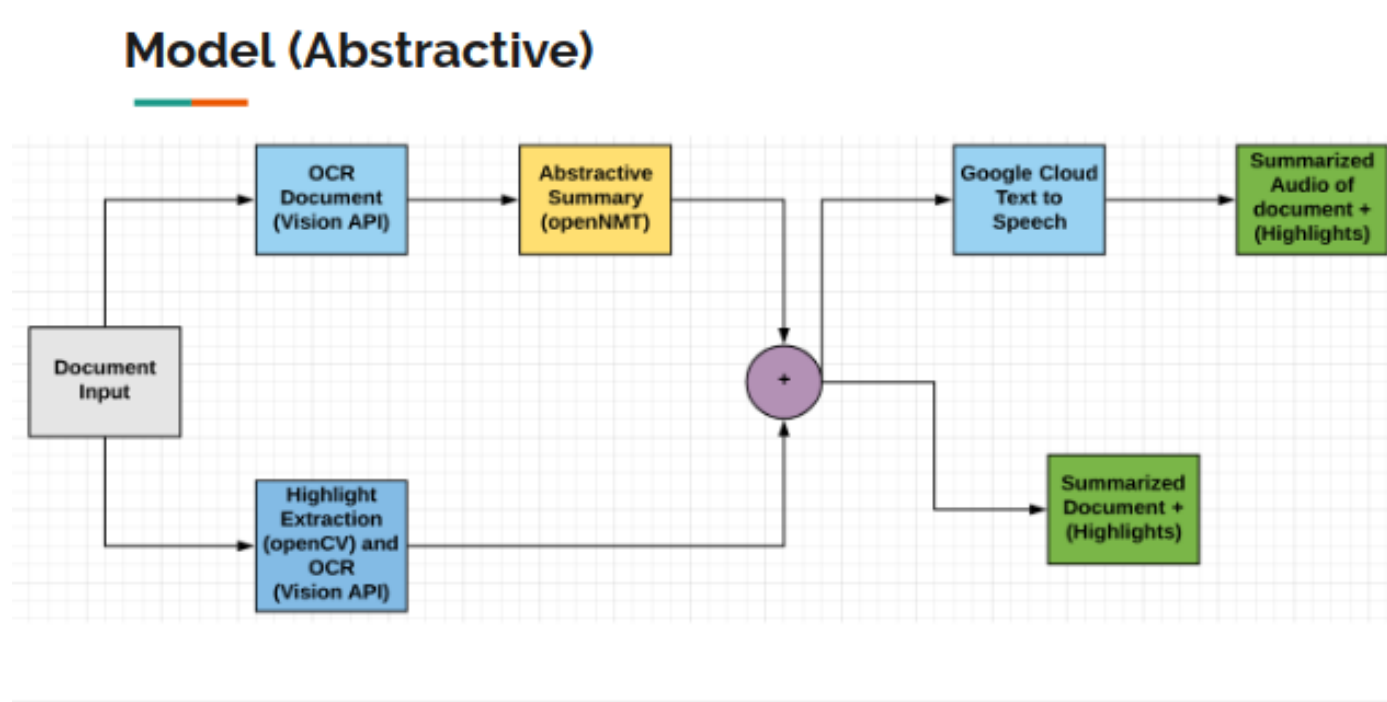 Model (Abstractive)
OCR
Document
(Vision API)
Abstractive
Summary
(openNMT)
Google Cloud
Text to
Speech
Summarized
Audio of
document +
(Highlights)
Document
Input
+
Highlight
Extraction
(openCV) and
OCR
(Vision API)
Summarized
Document +
(Highlights)